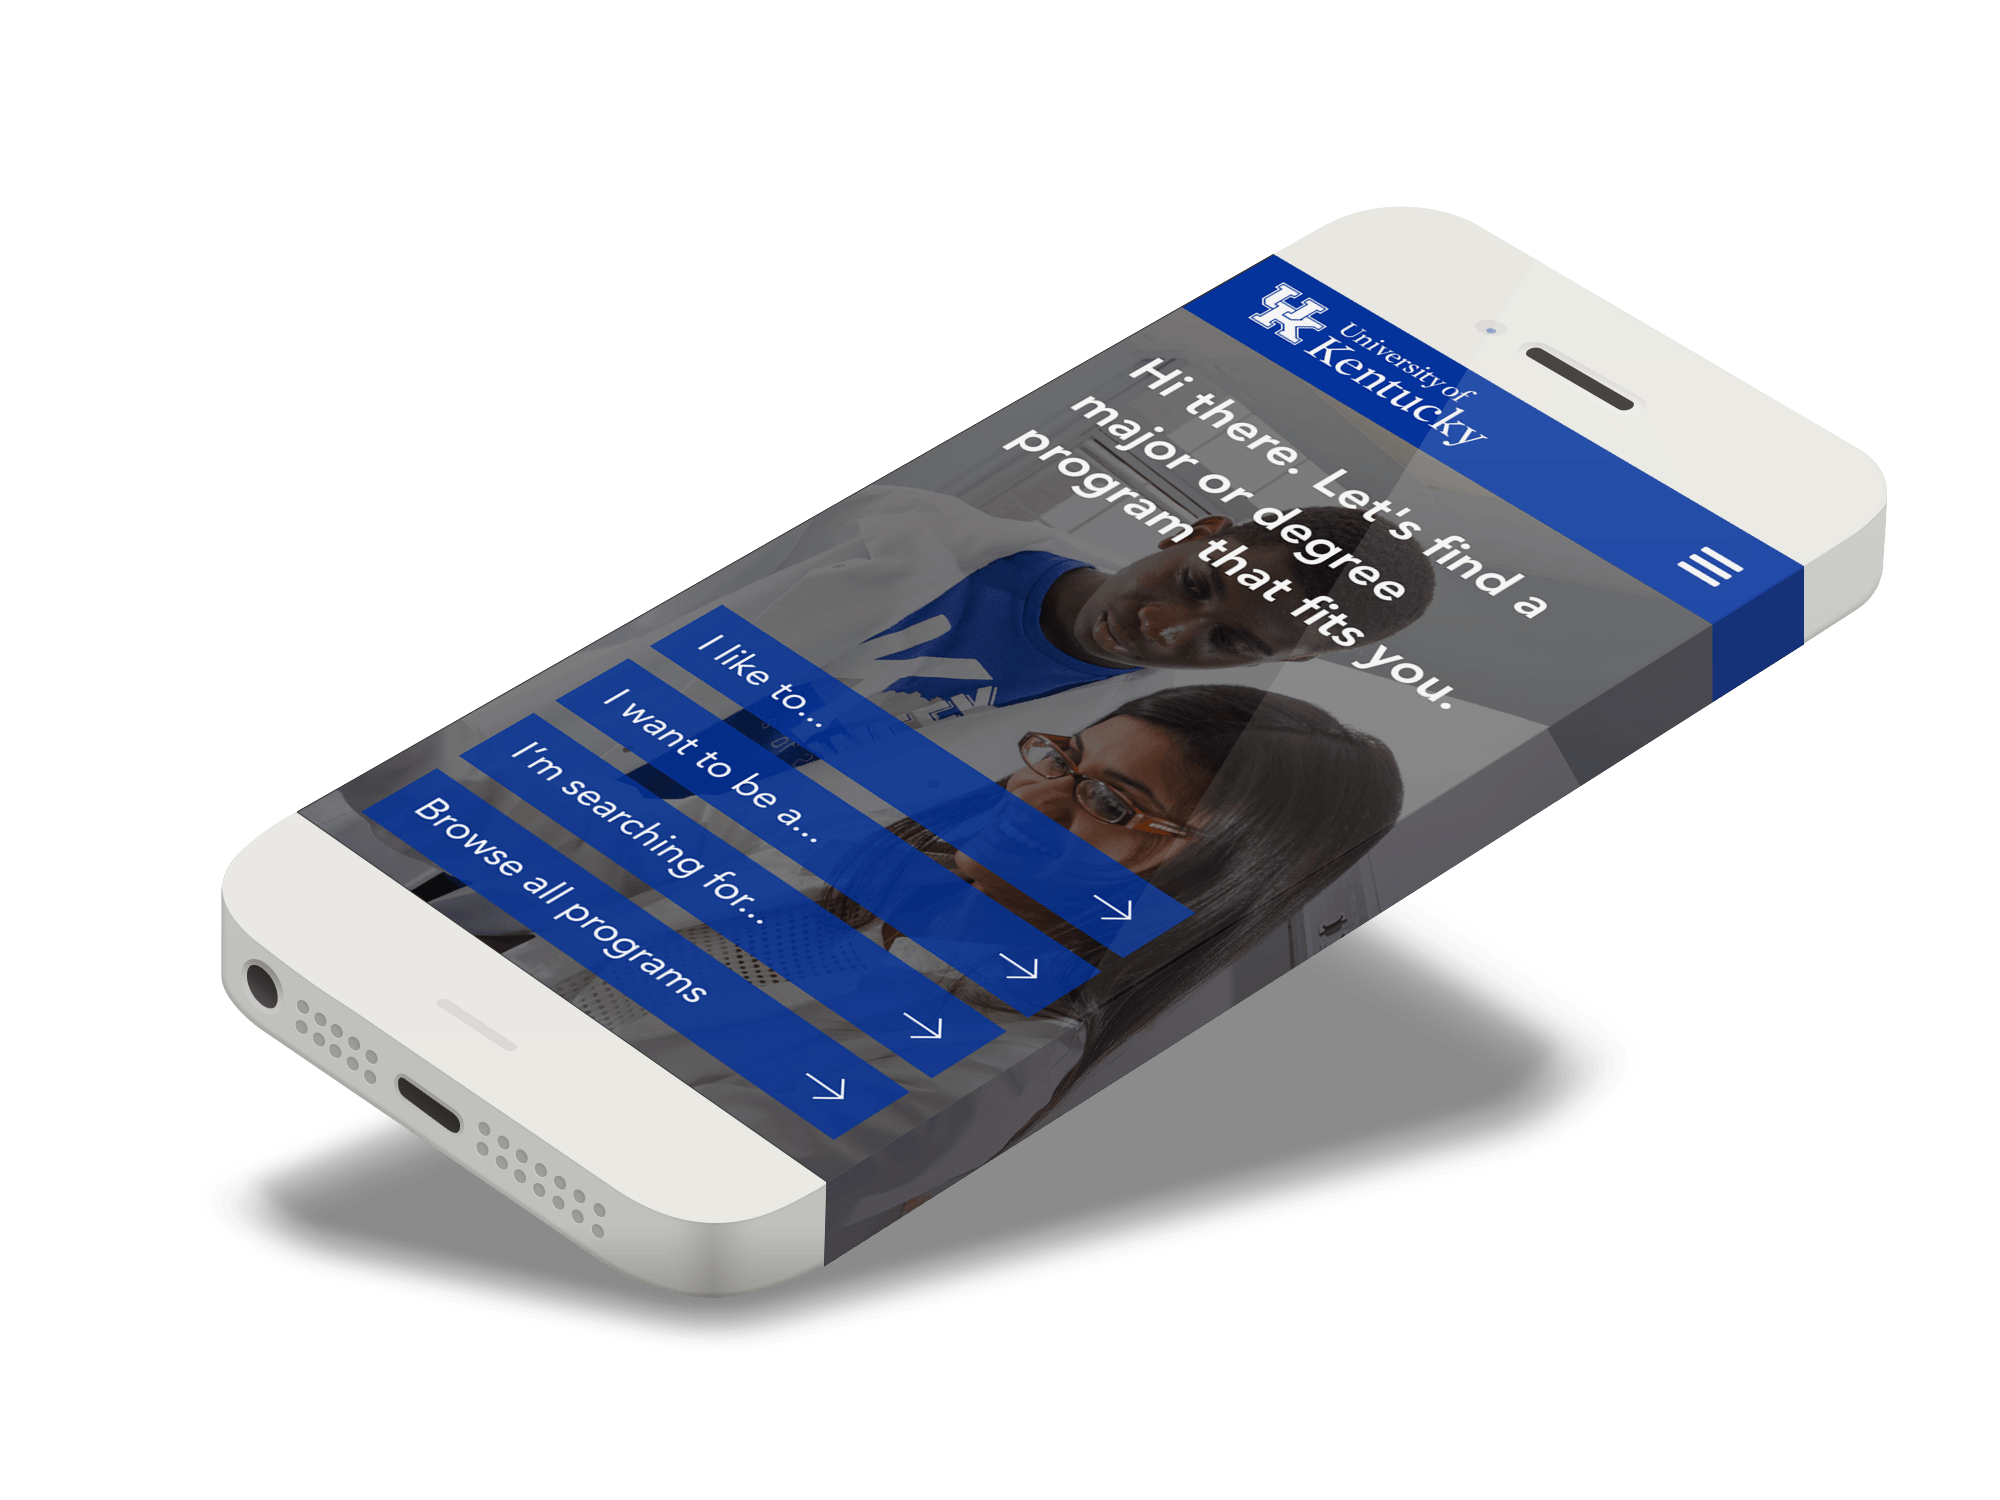 UK
University of
Kentucky
Hi there. Let's find a
major or degree
program that fits you.
I like to...
I want to be a...
I'm searching for...
Browse all programs